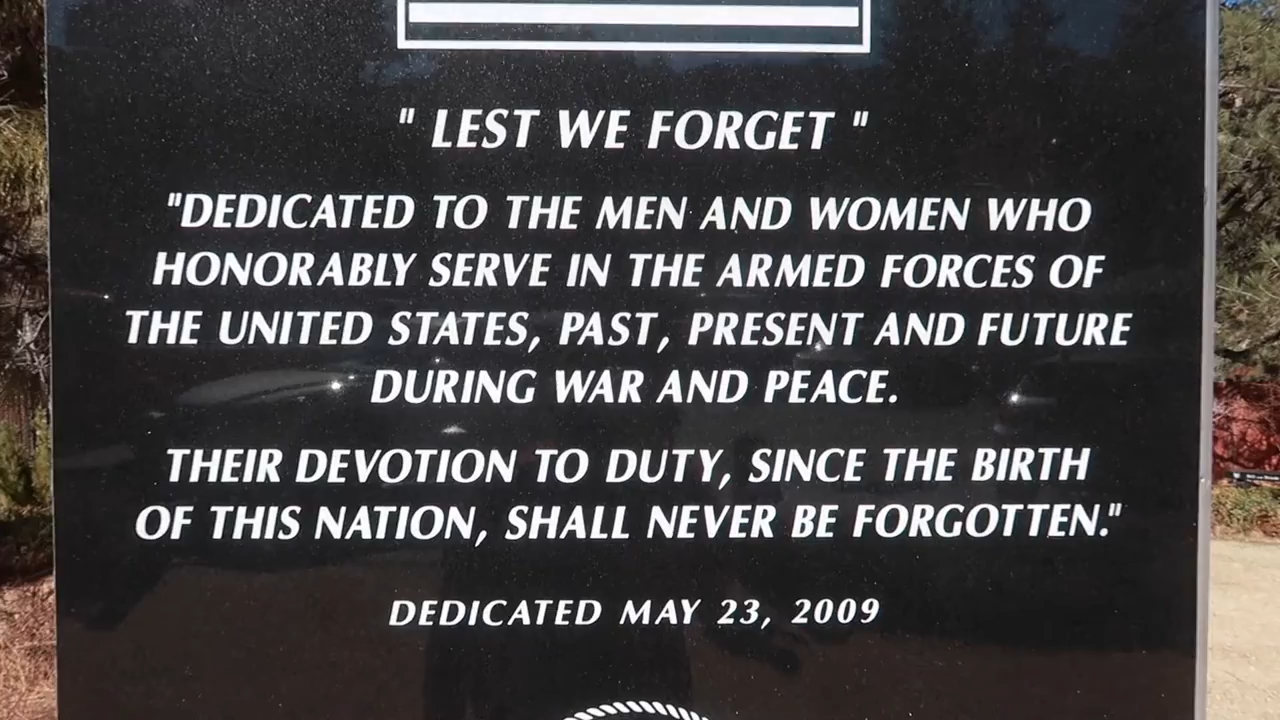 " LEST WE FORGET "
"DEDICATED TO THE MEN AND WOMEN WHO
HONORABLY SERVE IN THE ARMED FORCES OF
THE UNITED STATES, PAST, PRESENT AND FUTURE
DURING WAR AND PEACE.
THEIR DEVOTION TO DUTY, SINCE THE BIRTH
OF THIS NATION, SHALL NEVER BE FORGOTTEN."
DEDICATED MAY 23, 2009